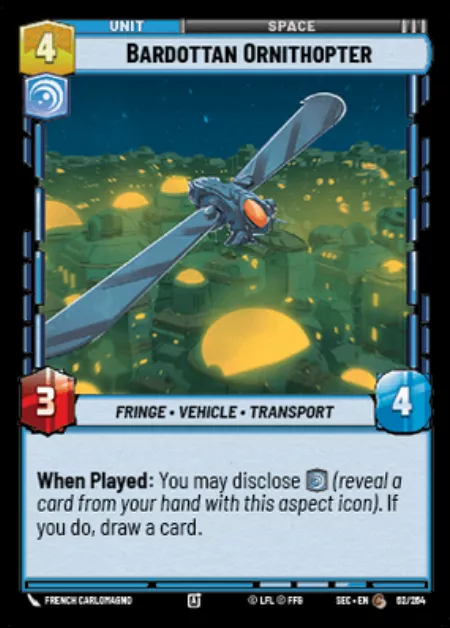 UNIT
SPACE
4
BARDOTTAN ORNITHOPTER
3
FRINGE • VEHICLE • TRANSPORT
4
When Played: You may disclose (reveal a
card from your hand with this aspect icon). If
you do, draw a card.
FRENCH CARLOMAGNO
© LFL © FFG
SEC • EN
62/264